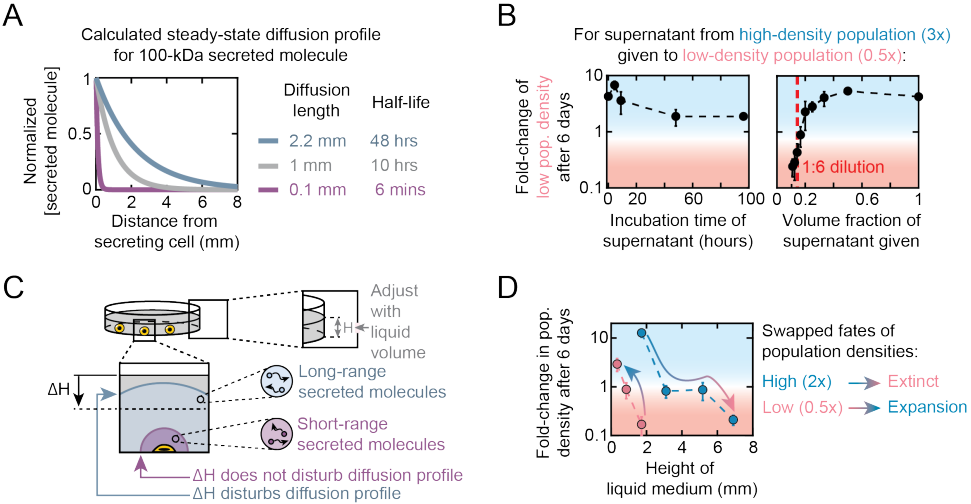 A
Calculated steady-state diffusion profile
for 100-kDa secreted molecule
Normalized
[secreted molecule]
1
0.5
0
0 2 4 6 8
Distance from
secreting cell (mm)
Diffusion
length
Half-life
2.2 mm 48 hrs
1 mm 10 hrs
0.1 mm 6 mins
B
For supernatant from high-density population (3x)
given to low-density population (0.5x):
Fold-change of
low pop. density
after 6 days
10
1
0.1
0 20 60 100
Incubation time of
supernatant (hours)
1:6 dilution
0 0.2 0.6 1
Volume fraction of
supernatant given
C
H
Adjust
with
liquid
volume
ΔH
Long-range
secreted molecules
Short-range
secreted molecules
ΔH does not disturb diffusion profile
ΔH disturbs diffusion profile
D
Fold-change in pop.
density after 6 days
10
1
0.1
0 2 4 6 8
Height of
liquid medium (mm)
Swapped fates of
population densities:
High (2x) Extinct
Low (0.5x) Expansion